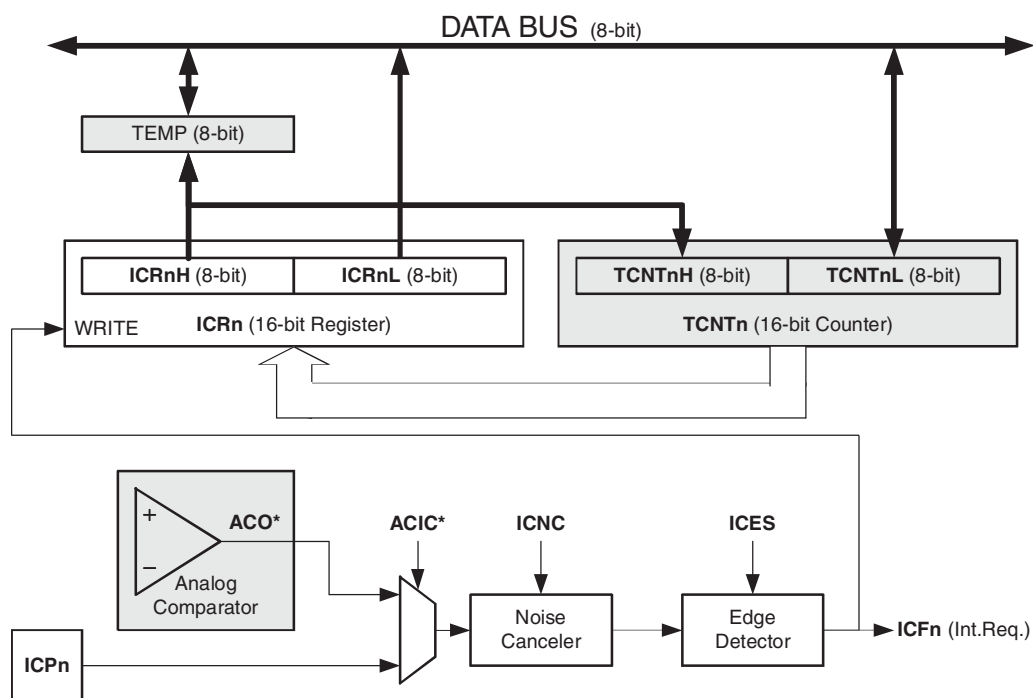 DATA BUS (8-bit)
TEMP (8-bit)
ICRnH (8-bit)
ICRnL (8-bit)
TCNTnH (8-bit)
TCNTnL (8-bit)
WRITE
ICRn (16-bit Register)
TCNTn (16-bit Counter)
+
−
ACO*
Analog
Comparator
ACIC*
ICNC
ICES
Noise
Canceler
Edge
Detector
ICFn (Int.Req.)
ICPn